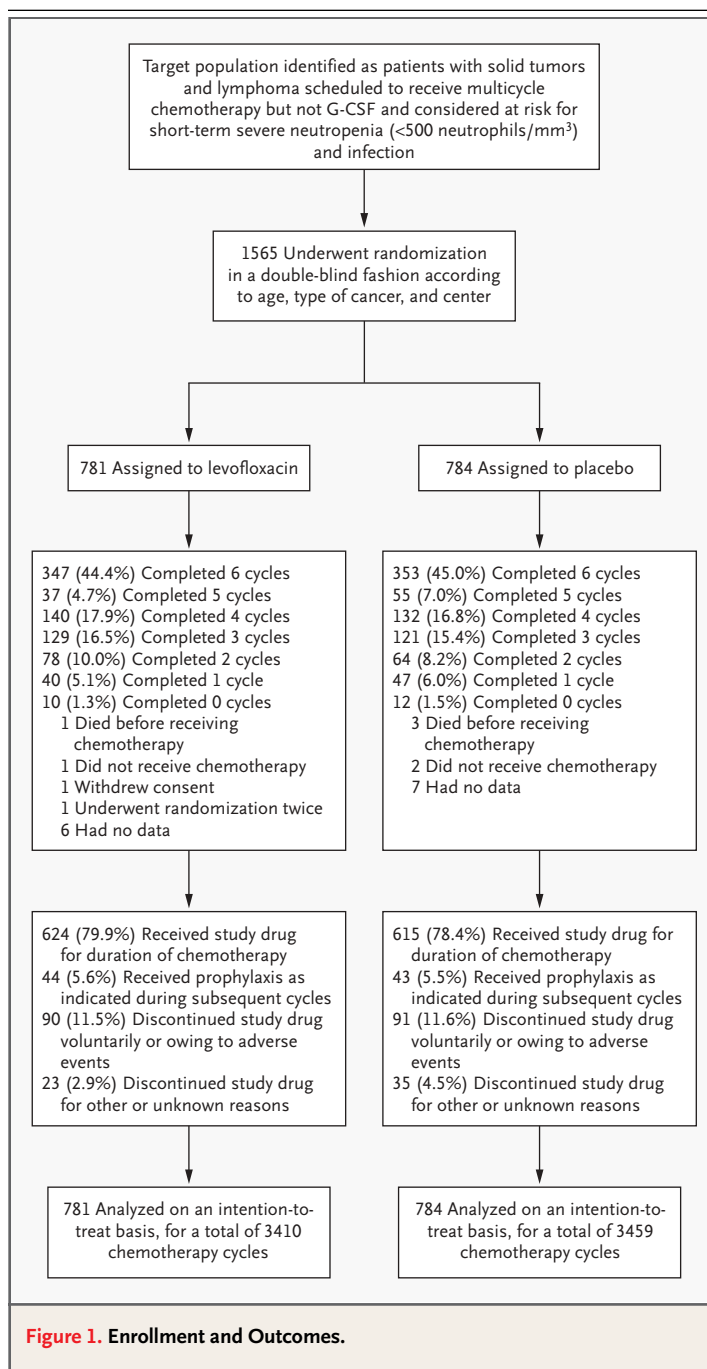 Target population identified as patients with solid tumors
and lymphoma scheduled to receive multicycle
chemotherapy but not G-CSF and considered at risk for
short-term severe neutropenia (<500 neutrophils/mm³)
and infection
1565 Underwent randomization
in a double-blind fashion according
to age, type of cancer, and center
781 Assigned to levofloxacin
784 Assigned to placebo
347 (44.4%) Completed 6 cycles
37 (4.7%) Completed 5 cycles
140 (17.9%) Completed 4 cycles
129 (16.5%) Completed 3 cycles
78 (10.0%) Completed 2 cycles
40 (5.1%) Completed 1 cycle
10 (1.3%) Completed 0 cycles
1 Died before receiving
chemotherapy
1 Did not receive chemotherapy
1 Withdrew consent
1 Underwent randomization twice
6 Had no data
353 (45.0%) Completed 6 cycles
55 (7.0%) Completed 5 cycles
132 (16.8%) Completed 4 cycles
121 (15.4%) Completed 3 cycles
64 (8.2%) Completed 2 cycles
47 (6.0%) Completed 1 cycle
12 (1.5%) Completed 0 cycles
3 Died before receiving
chemotherapy
2 Did not receive chemotherapy
7 Had no data
624 (79.9%) Received study drug
for duration of chemotherapy
44 (5.6%) Received prophylaxis as
indicated during subsequent cycles
90 (11.5%) Discontinued study drug
voluntarily or owing to adverse
events
23 (2.9%) Discontinued study drug
for other or unknown reasons
615 (78.4%) Received study drug for
duration of chemotherapy
43 (5.5%) Received prophylaxis as
indicated during subsequent cycles
91 (11.6%) Discontinued study drug
voluntarily or owing to adverse
events
35 (4.5%) Discontinued study drug
for other or unknown reasons
781 Analyzed on an intention-to-
treat basis, for a total of 3410
chemotherapy cycles
784 Analyzed on an intention-to-
treat basis, for a total of 3459
chemotherapy cycles
Figure 1. Enrollment and Outcomes.